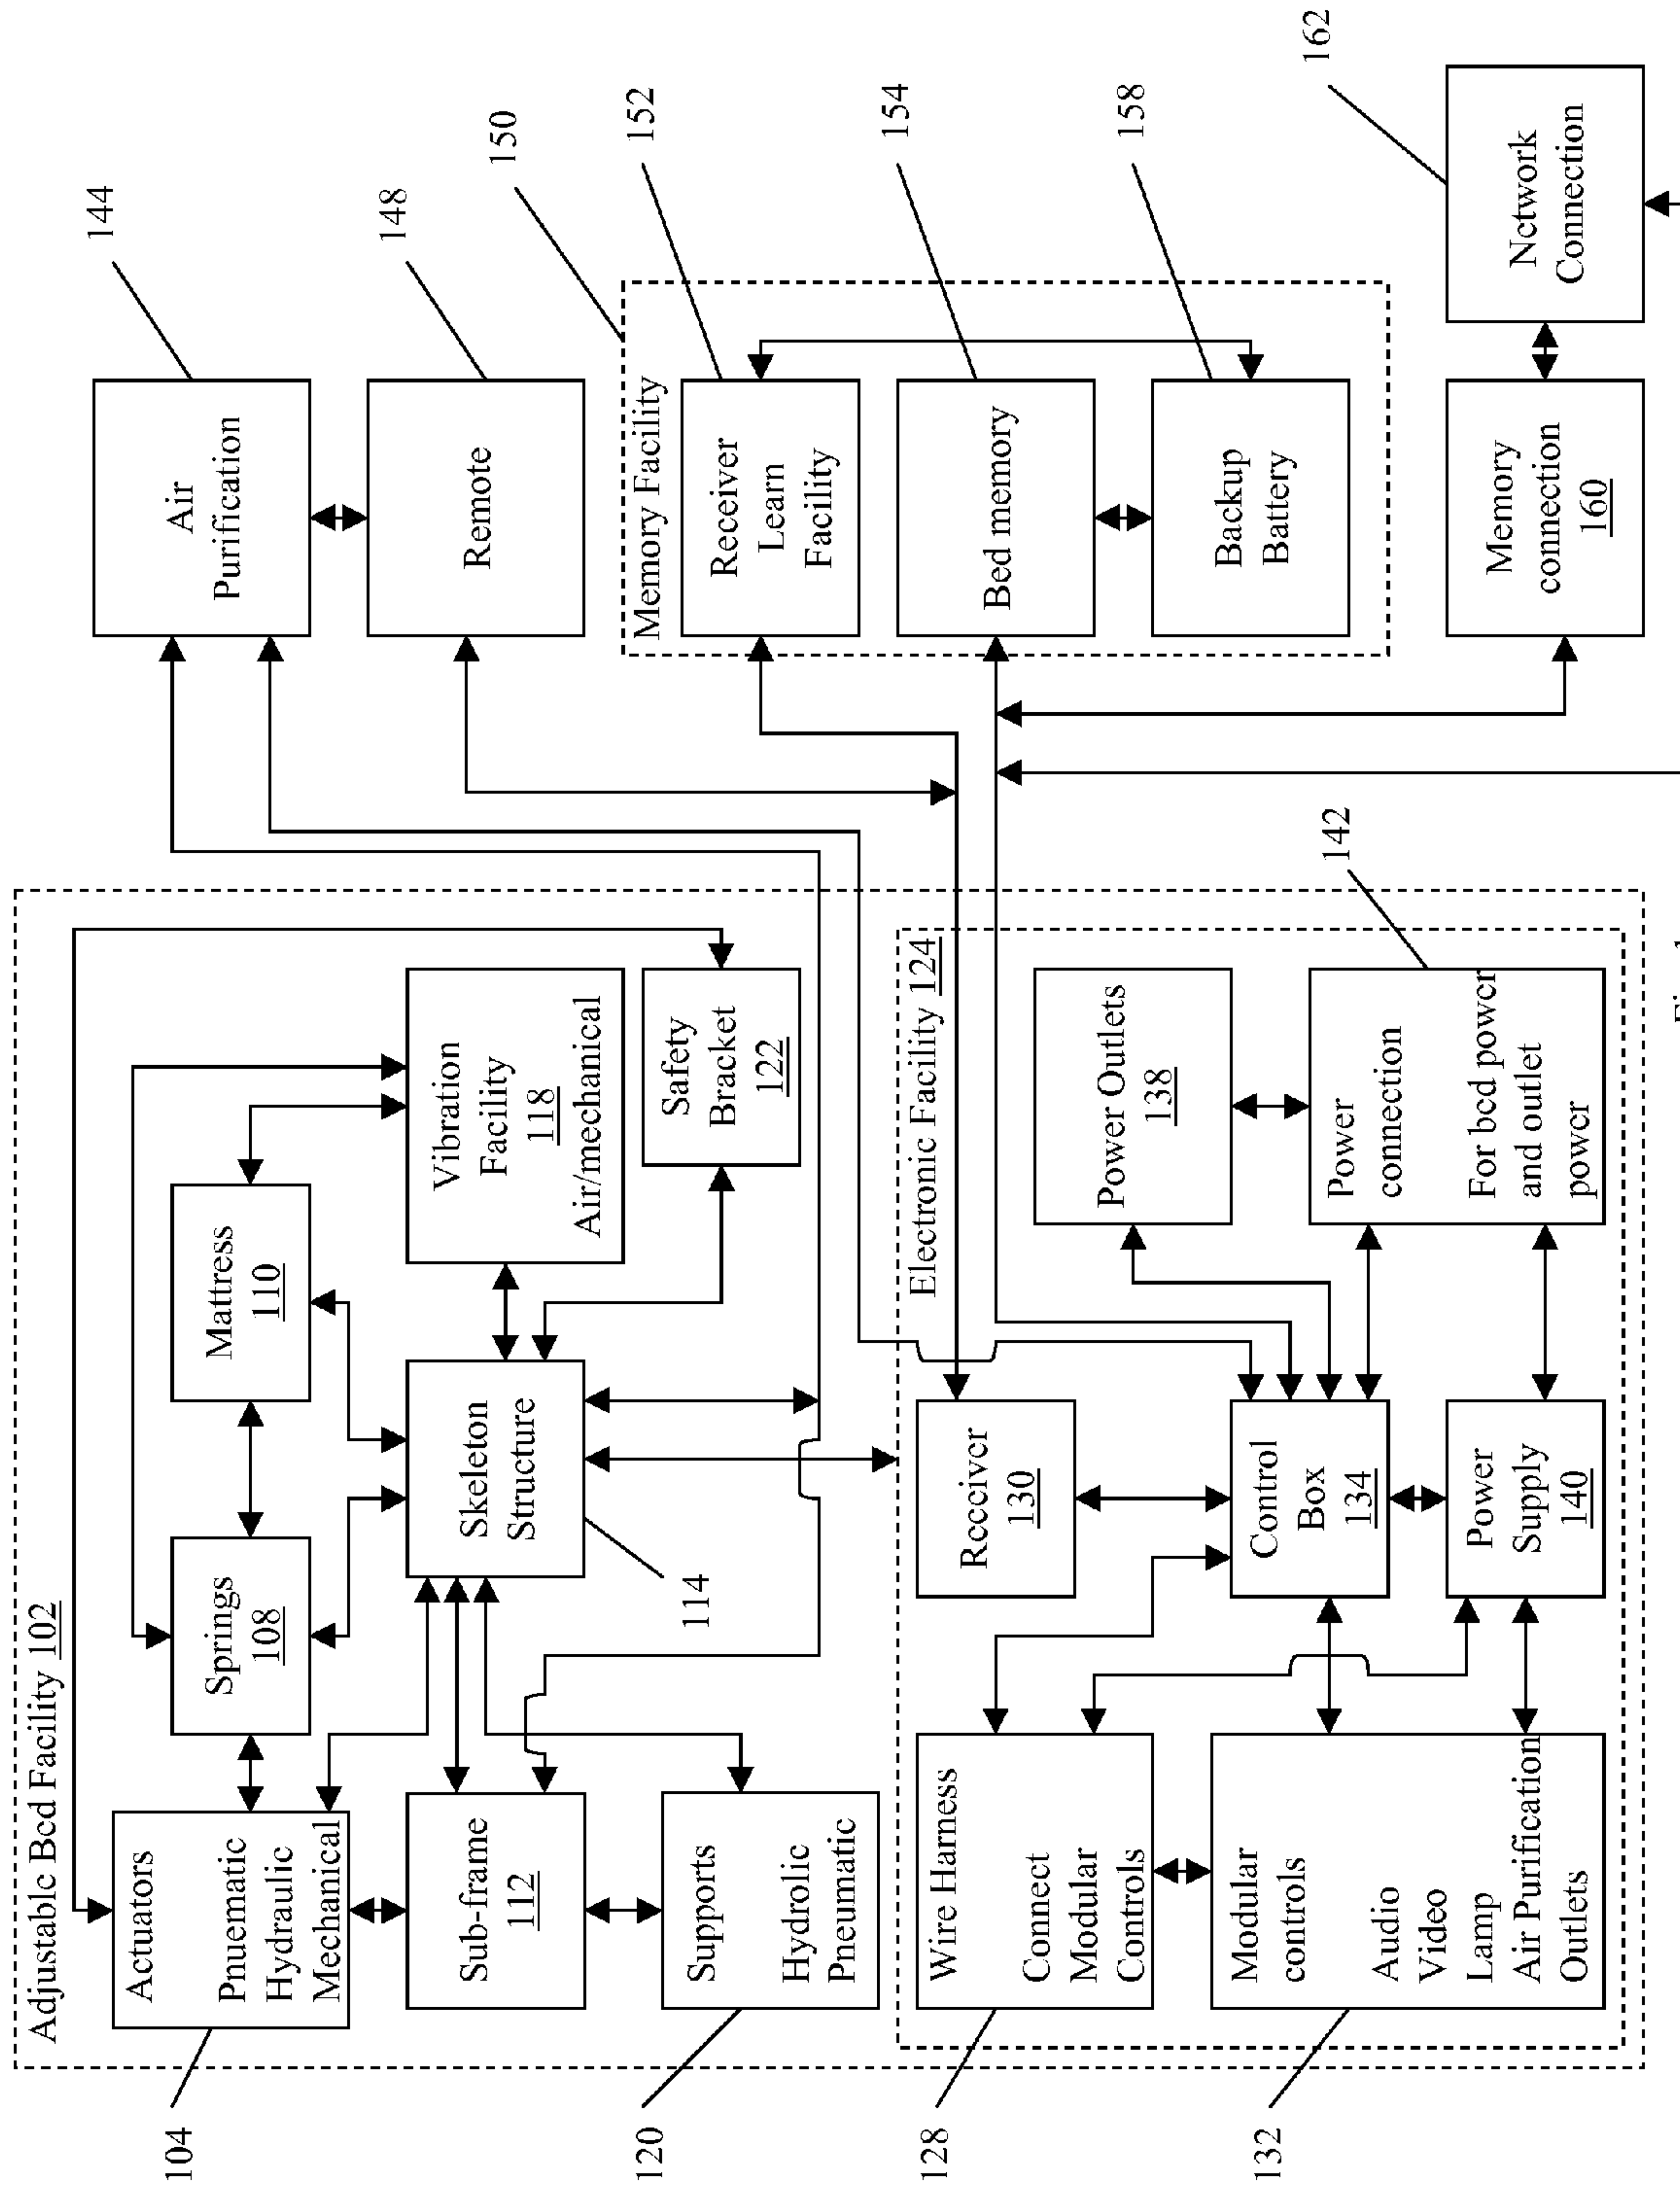 Adjustable Bed Facility 102
Actuators
Pnuematic
Hydraulic
Mechanical
104
Springs
108
Mattress
110
Sub-frame
112
Skeleton
Structure
114
Vibration
Facility
118
Air/mechanical
Supports
Hydrolic
Pneumatic
120
Safety
Bracket
122
Electronic Facility 124
Wire Harness
Connect
Modular
Controls
128
Receiver
130
Modular
controls
Audio
Video
Lamp
Air Purification
Outlets
132
Control
Box
134
Power Outlets
138
Power
Supply
140
Power
connection
For bed power
and outlet
power
142
Air
Purification
144
Remote
148
Memory Facility
150
Receiver
Learn
Facility
152
Bed memory
154
Backup
Battery
158
Memory
connection
160
Network
Connection
162